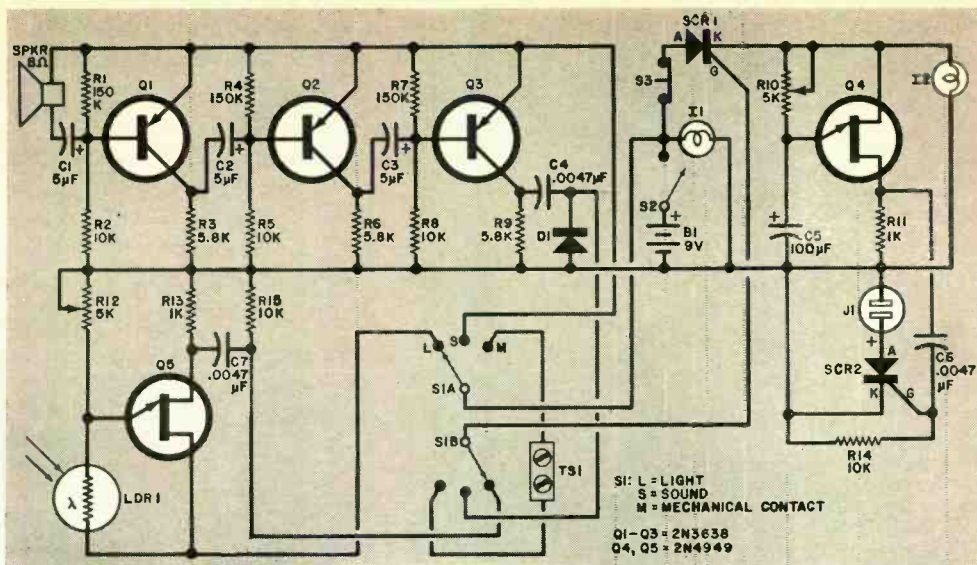 SPKR
8Ω
R1
150
K
Q1
R4
150K
Q2
R7
150K
Q3
C1
5µF
+
C2
5µF
+
C3
5µF
+
C4
.0047µF
R2
10K
R3
5.8K
R5
10K
R6
5.8K
R8
10K
R9
5.8K
D1
SCR1
A
K
G
S3
I1
S2
+
B1
9V
R10
5K
Q4
I2
+
C5
100µF
R11
1K
J1
+
A
SCR2
K
G
C6
.0047
µF
R14
10K
R12
5K
R13
1K
R15
10K
C7
.0047
µF
Q5
λ
LDR1
L
S
M
S1A
S1B
TS1
S1: L = LIGHT
S = SOUND
M = MECHANICAL CONTACT
Q1-Q3 = 2N3638
Q4, Q5 = 2N4949